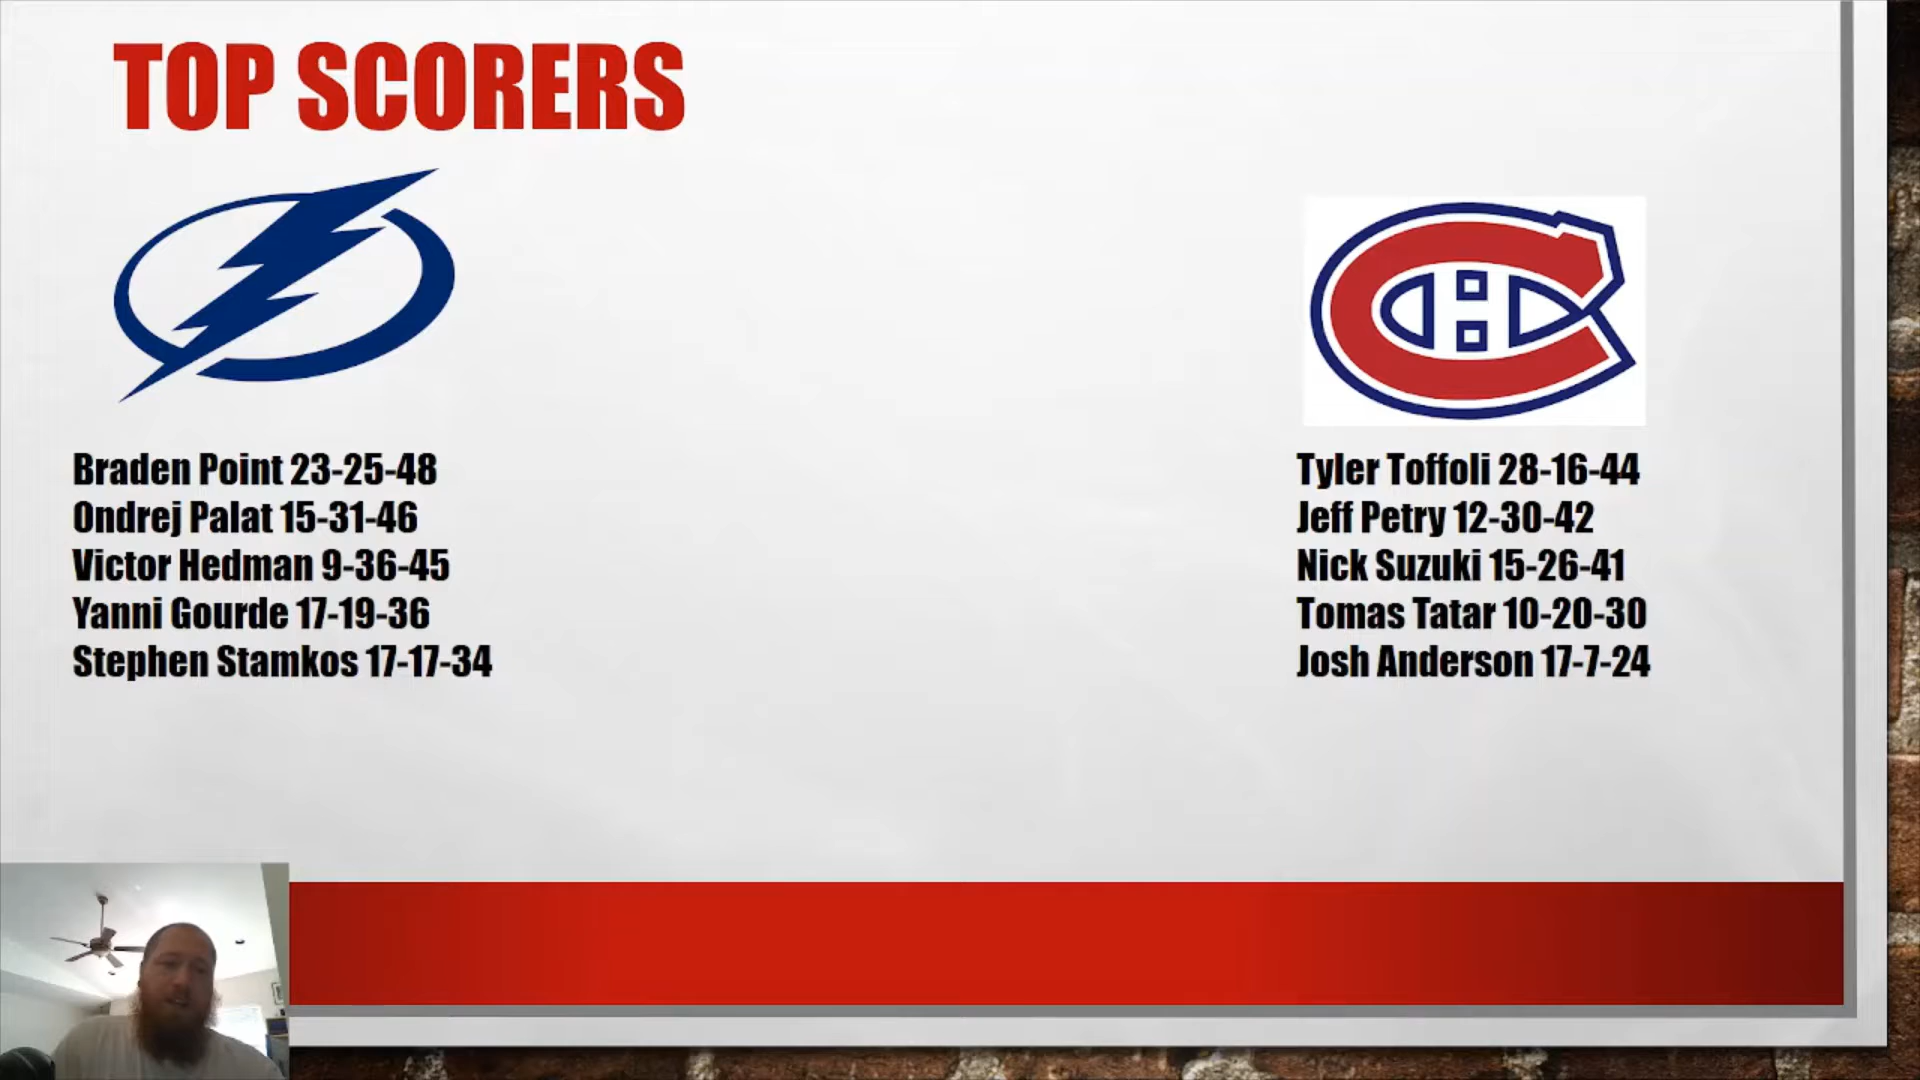 TOP SCORERS
Braden Point 23-25-48
Ondrej Palat 15-31-46
Victor Hedman 9-36-45
Yanni Gourde 17-19-36
Stephen Stamkos 17-17-34
Tyler Toffoli 28-16-44
Jeff Petry 12-30-42
Nick Suzuki 15-26-41
Tomas Tatar 10-20-30
Josh Anderson 17-7-24